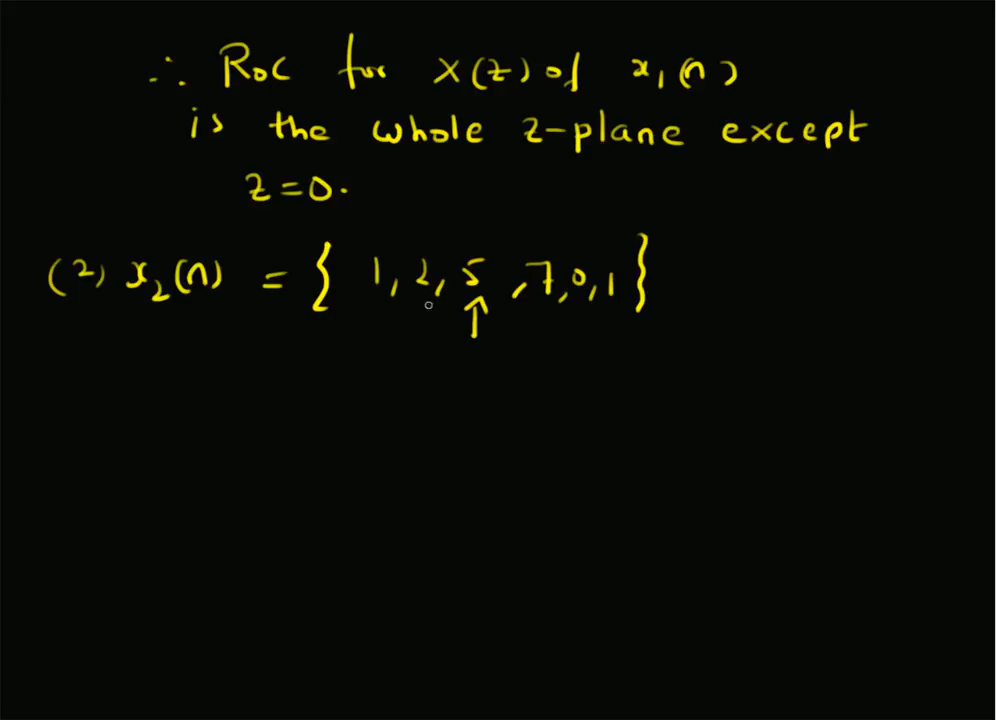 ∴ ROC for X(z) of x₁(n)
is the whole z-plane except
z=0.
(2) x₂(n) = { 1, 2, 5, 7, 0, 1 }
↑